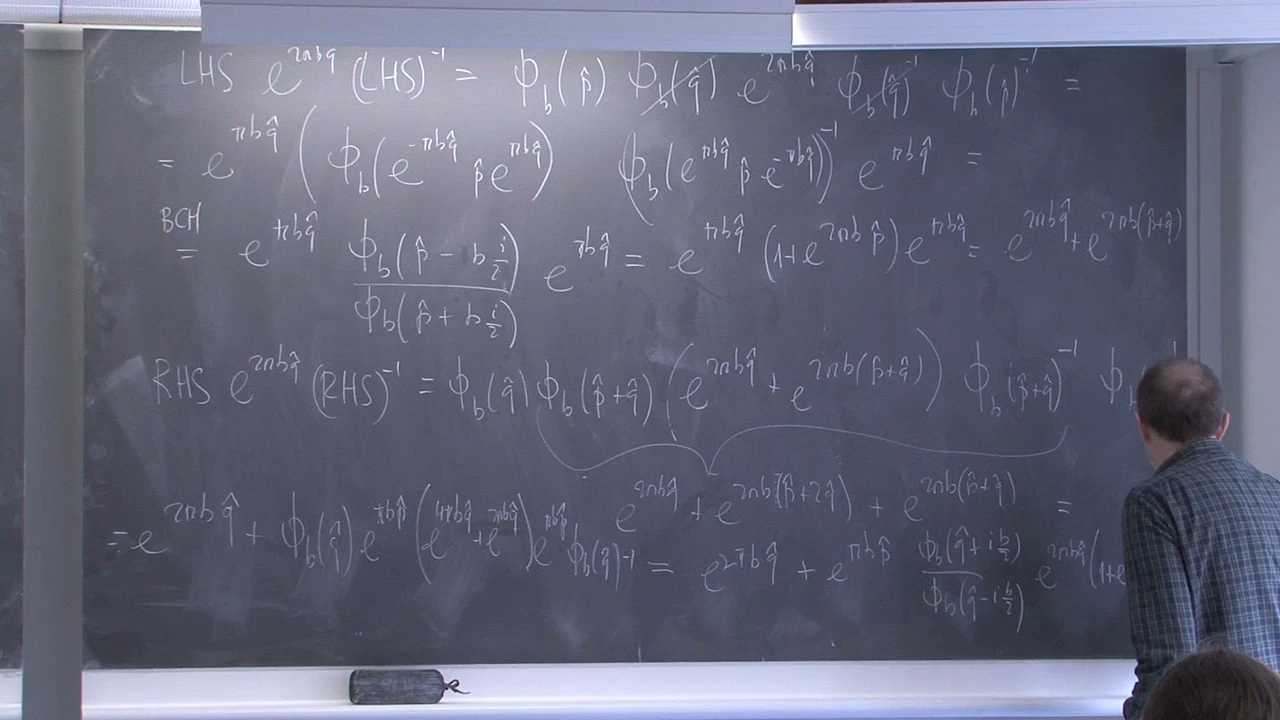 LHS e^{2πbq̂} (LHS)^{-1} = ϕ_b(p̂) ϕ_b(q̂) e^{2πbq̂} ϕ_b(q̂)^{-1} ϕ_b(p̂)^{-1} =
= e^{πbq̂} ( ϕ_b(e^{-πbq̂} p̂ e^{πbq̂}) (ϕ_b(e^{πbq̂} p̂ e^{-πbq̂}))^{-1} e^{πbq̂} =
BCH = e^{πbq̂} ϕ_b(p̂ - b i/2) / ϕ_b(p̂ + b i/2) e^{πbq̂} = e^{πbq̂} (1+e^{2πbp̂}) e^{πbq̂} = e^{2πbq̂} + e^{2πb(p̂+q̂)}
RHS e^{2πbq̂} (RHS)^{-1} = ϕ_b(q̂) ϕ_b(p̂+q̂) (e^{2πbq̂} + e^{2πb(p̂+q̂)}) ϕ_b(p̂+q̂)^{-1} ϕ_b
e^{2πbq̂} + e^{2πb(p̂+2q̂)} + e^{2πb(p̂+q̂)} =
= e^{2πbq̂} + ϕ_b(q̂) e^{πbp̂} (e^{4πbq̂} + e^{2πbq̂}) e^{πbp̂} ϕ_b(q̂)^{-1} = e^{2πbq̂} + e^{πbp̂} ϕ_b(q̂ + i b/2) / ϕ_b(q̂ - i b/2) e^{2πbq̂}(1+e